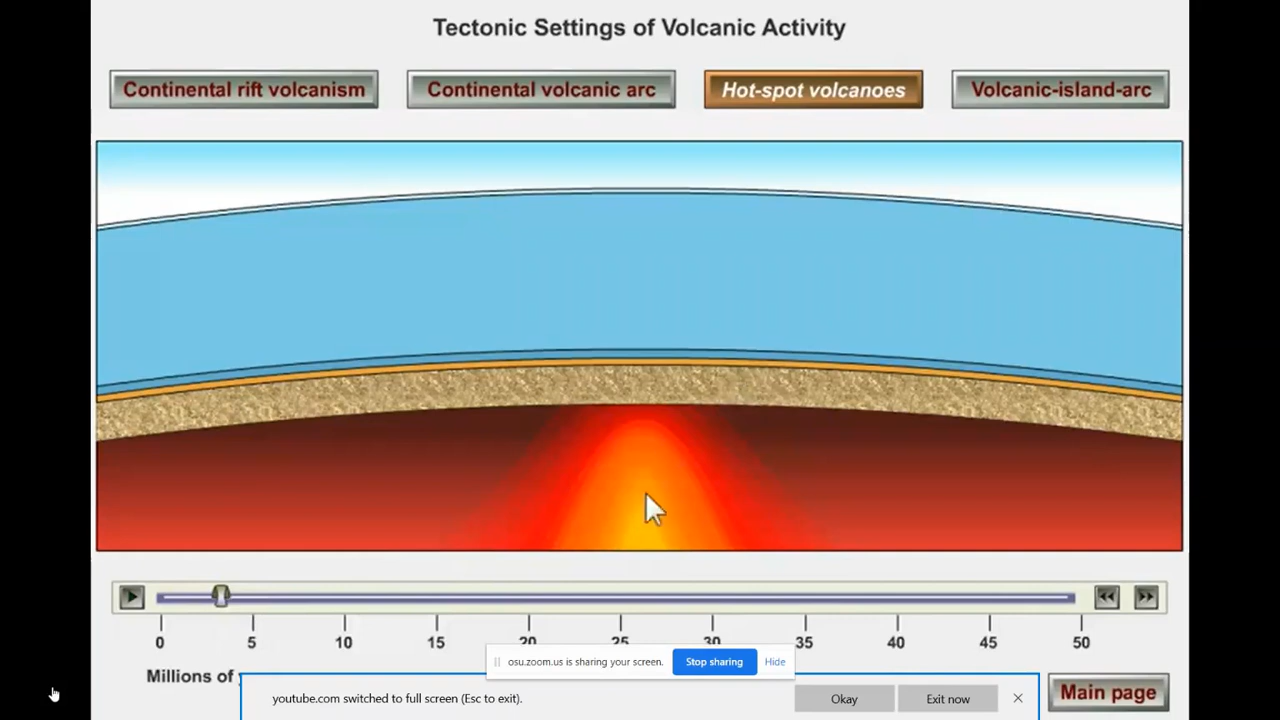 Tectonic Settings of Volcanic Activity
Continental rift volcanism
Continental volcanic arc
Hot-spot volcanoes
Volcanic-island-arc
0 5 10 15 20 25 30 35 40 45 50
osu.zoom.us is sharing your screen. Stop sharing Hide
Millions of
youtube.com switched to full screen (Esc to exit). Okay Exit now
Main page